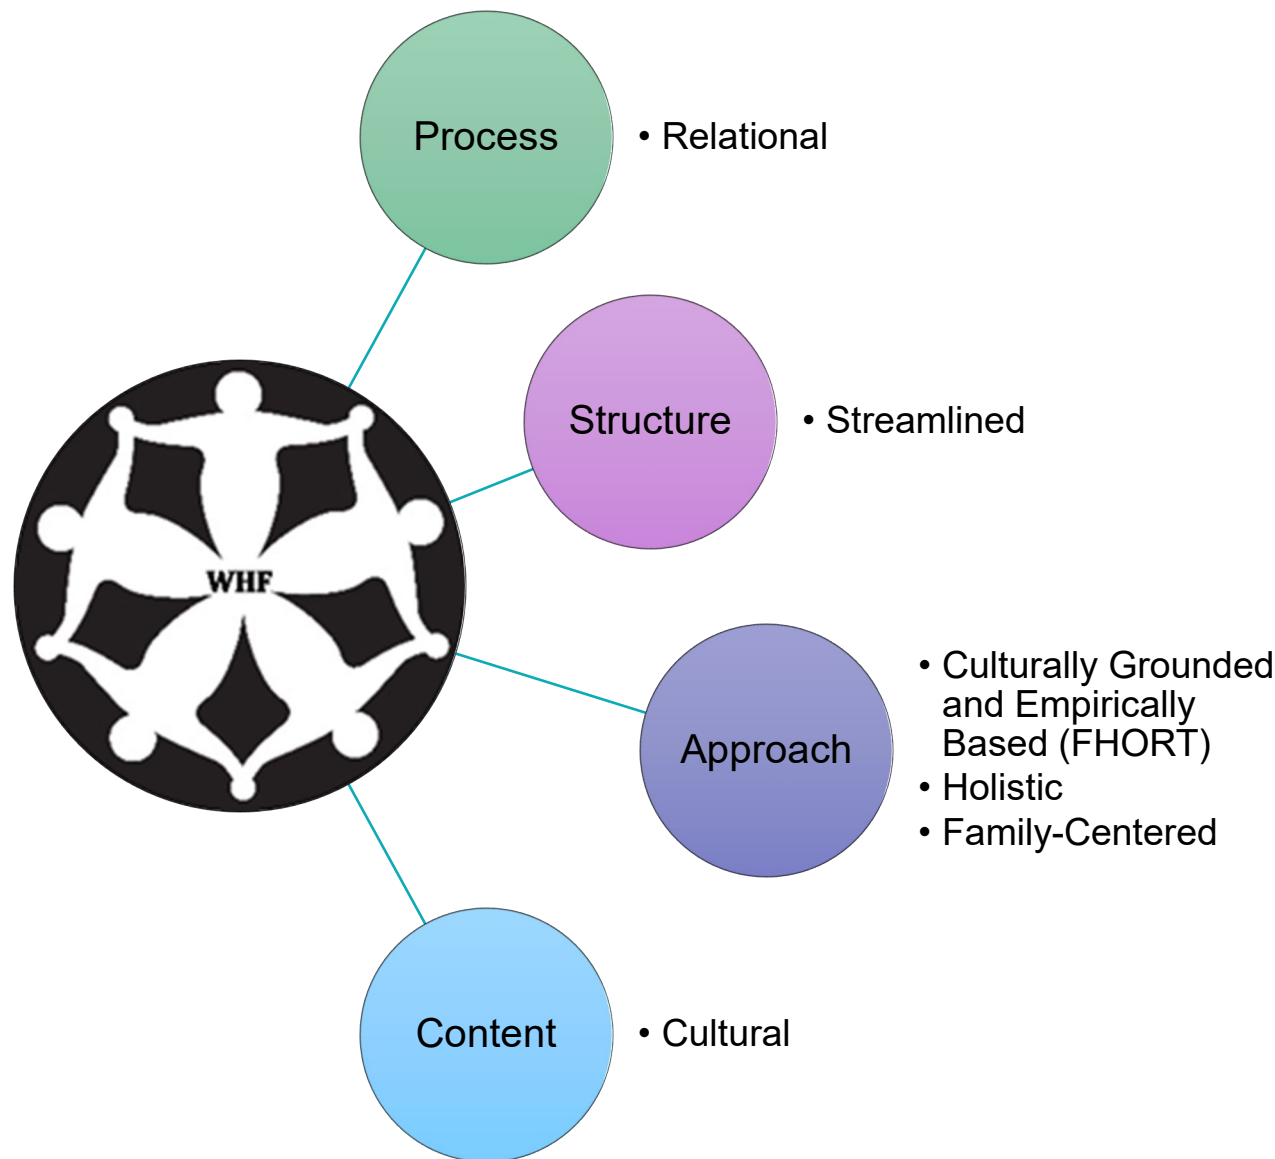 Process
• Relational
Structure
• Streamlined
WHF
Approach
• Culturally Grounded
and Empirically
Based (FHORT)
• Holistic
• Family-Centered
Content
• Cultural